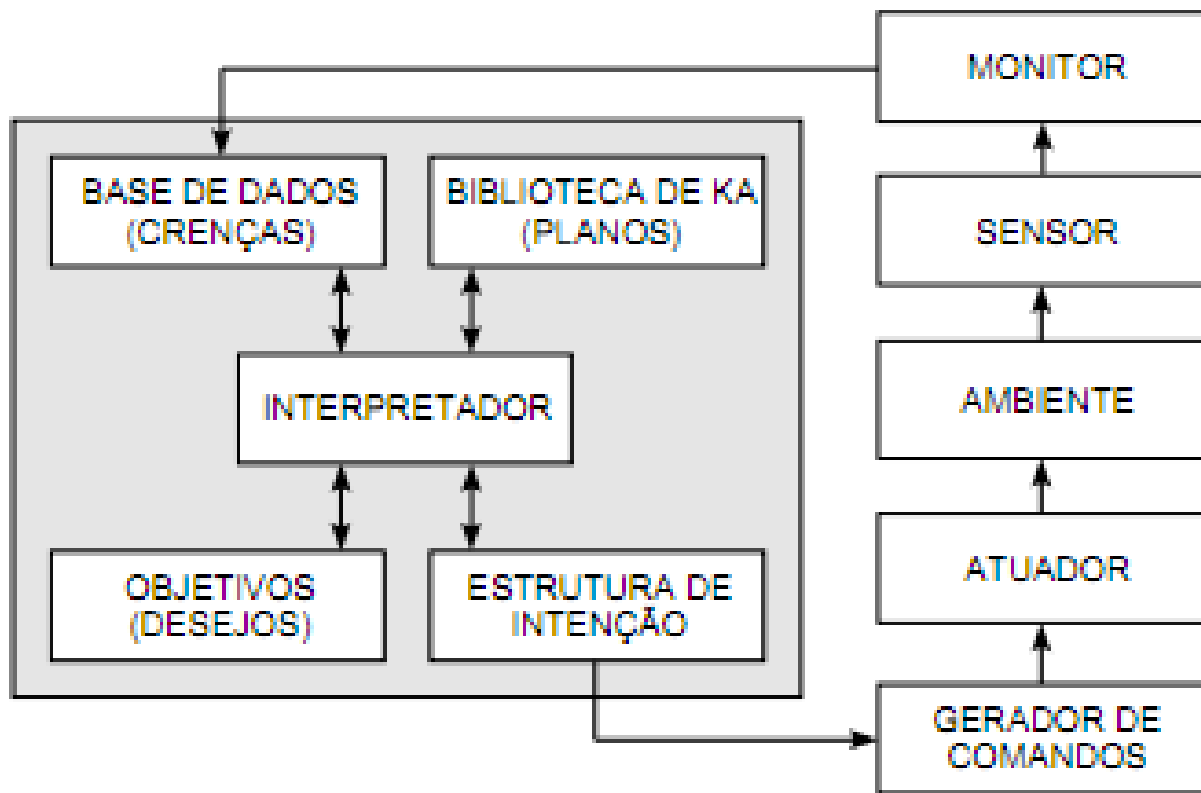 MONITOR
BASE DE DADOS
(CRENÇAS)
BIBLIOTECA DE KA
(PLANOS)
SENSOR
INTERPRETADOR
AMBIENTE
OBJETIVOS
(DESEJOS)
ESTRUTURA DE
INTENÇÃO
ATUADOR
GERADOR DE
COMANDOS